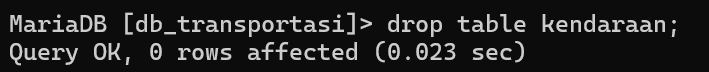 MariaDB [db_transportasi]> drop table kendaraan;
Query OK, 0 rows affected (0.023 sec)